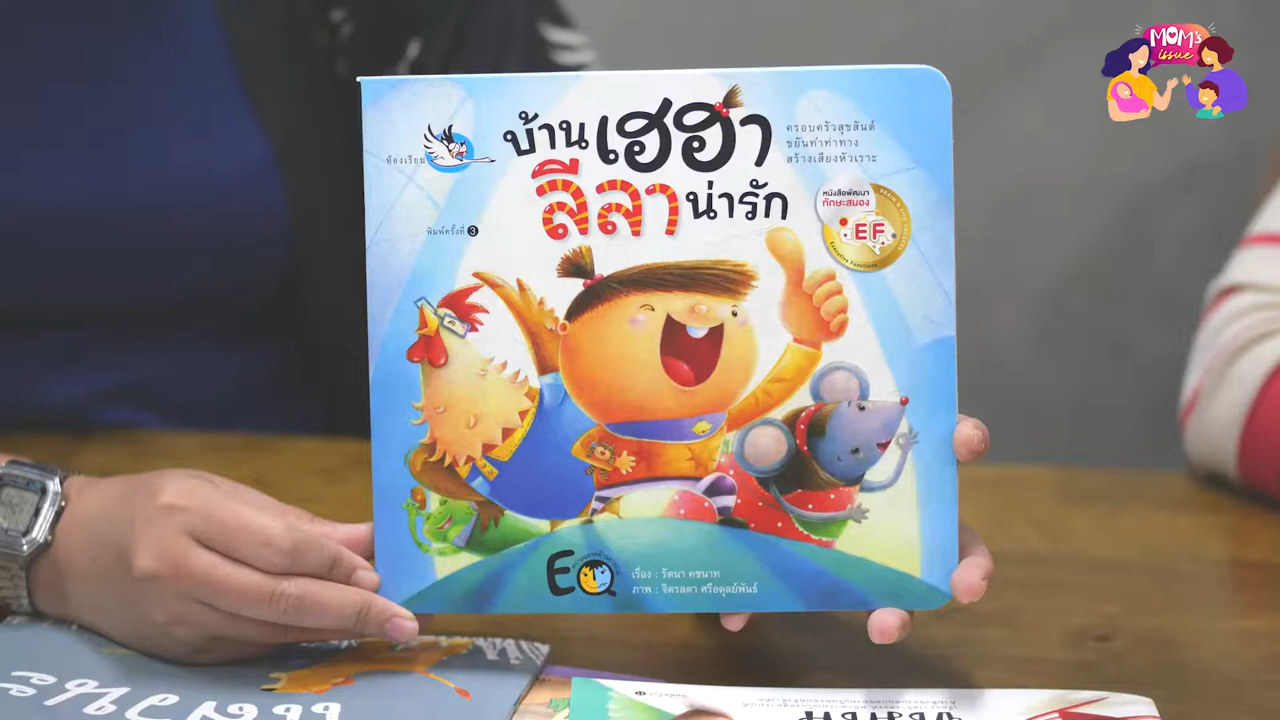 MOM's
issue
บ้านเฮฮา
ลีลาน่ารัก
ครอบครัวสุขสันต์
ขยันทำท่าทาง
สร้างเสียงหัวเราะ
ห้องเรียน
พิมพ์ครั้งที่ 3
หนังสือพัฒนา
ทักษะสมอง
EF
Executive Functions
BRAIN & LIFE SUCCESS
EQ
เรื่อง : รัตนา คชนาท
ภาพ : จิตรลดา ศรีอดุลย์พันธ์